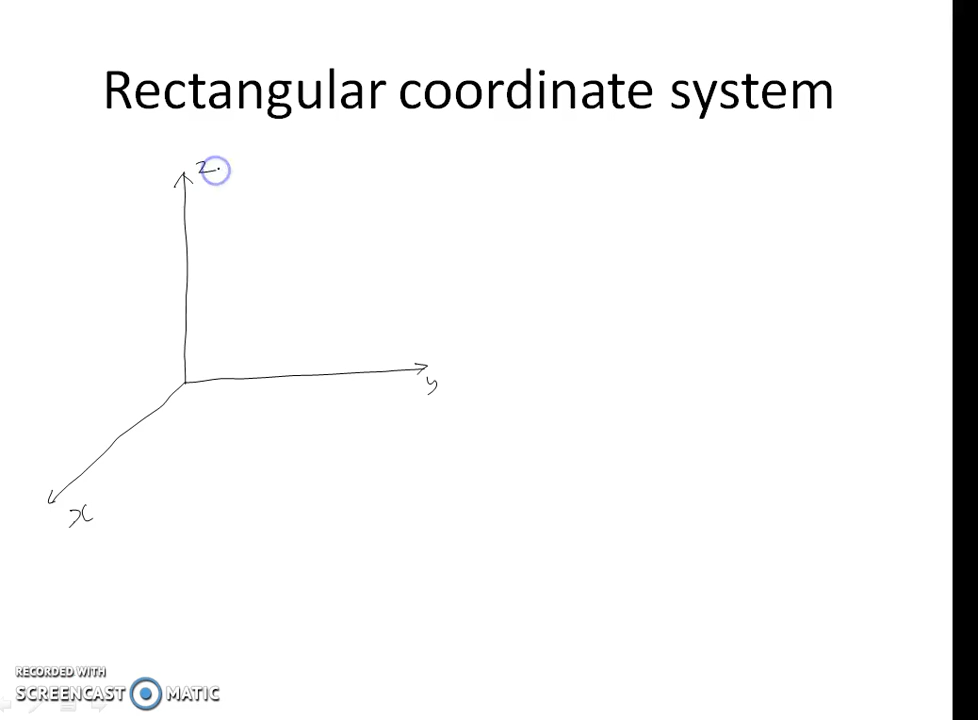 Rectangular coordinate system
z
y
x
RECORDED WITH
SCREENCAST MATIC